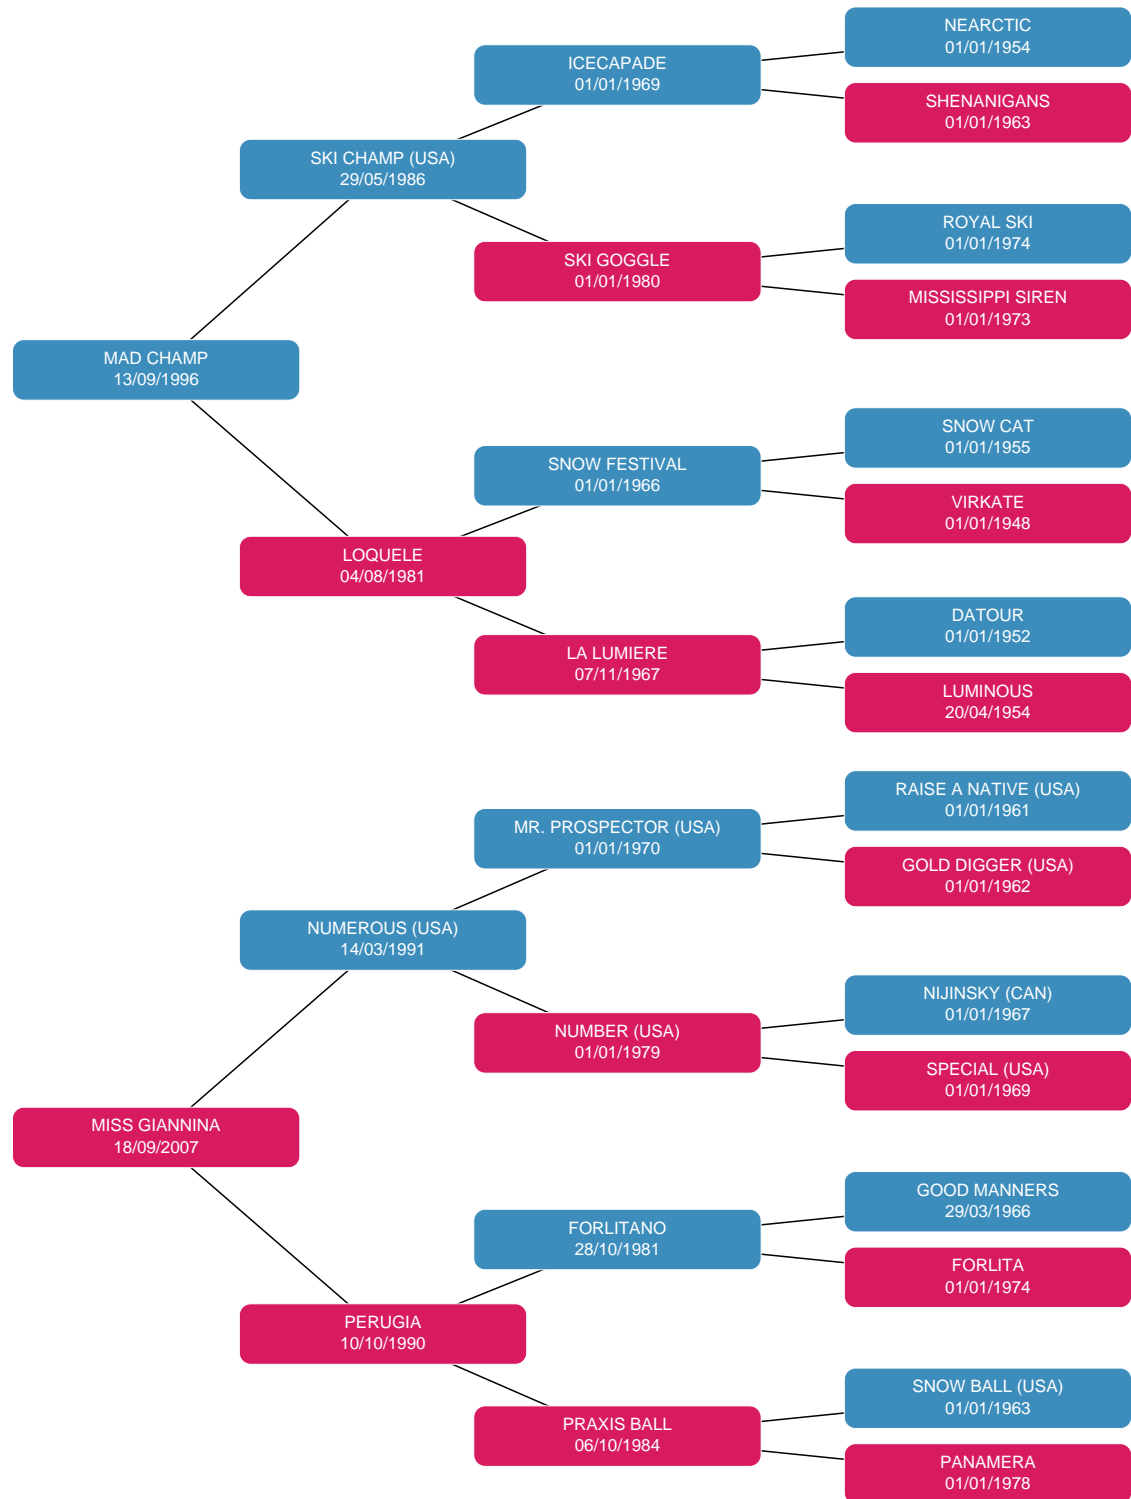 NEARCTIC
01/01/1954
ICECAPADE
01/01/1969
SHENANIGANS
01/01/1963
SKI CHAMP (USA)
29/05/1986
ROYAL SKI
01/01/1974
SKI GOGGLE
01/01/1980
MISSISSIPPI SIREN
01/01/1973
MAD CHAMP
13/09/1996
SNOW CAT
01/01/1955
SNOW FESTIVAL
01/01/1966
VIRKATE
01/01/1948
LOQUELE
04/08/1981
DATOUR
01/01/1952
LA LUMIERE
07/11/1967
LUMINOUS
20/04/1954
RAISE A NATIVE (USA)
01/01/1961
MR. PROSPECTOR (USA)
01/01/1970
GOLD DIGGER (USA)
01/01/1962
NUMEROUS (USA)
14/03/1991
NIJINSKY (CAN)
01/01/1967
NUMBER (USA)
01/01/1979
SPECIAL (USA)
01/01/1969
MISS GIANNINA
18/09/2007
GOOD MANNERS
29/03/1966
FORLITANO
28/10/1981
FORLITA
01/01/1974
PERUGIA
10/10/1990
SNOW BALL (USA)
01/01/1963
PRAXIS BALL
06/10/1984
PANAMERA
01/01/1978